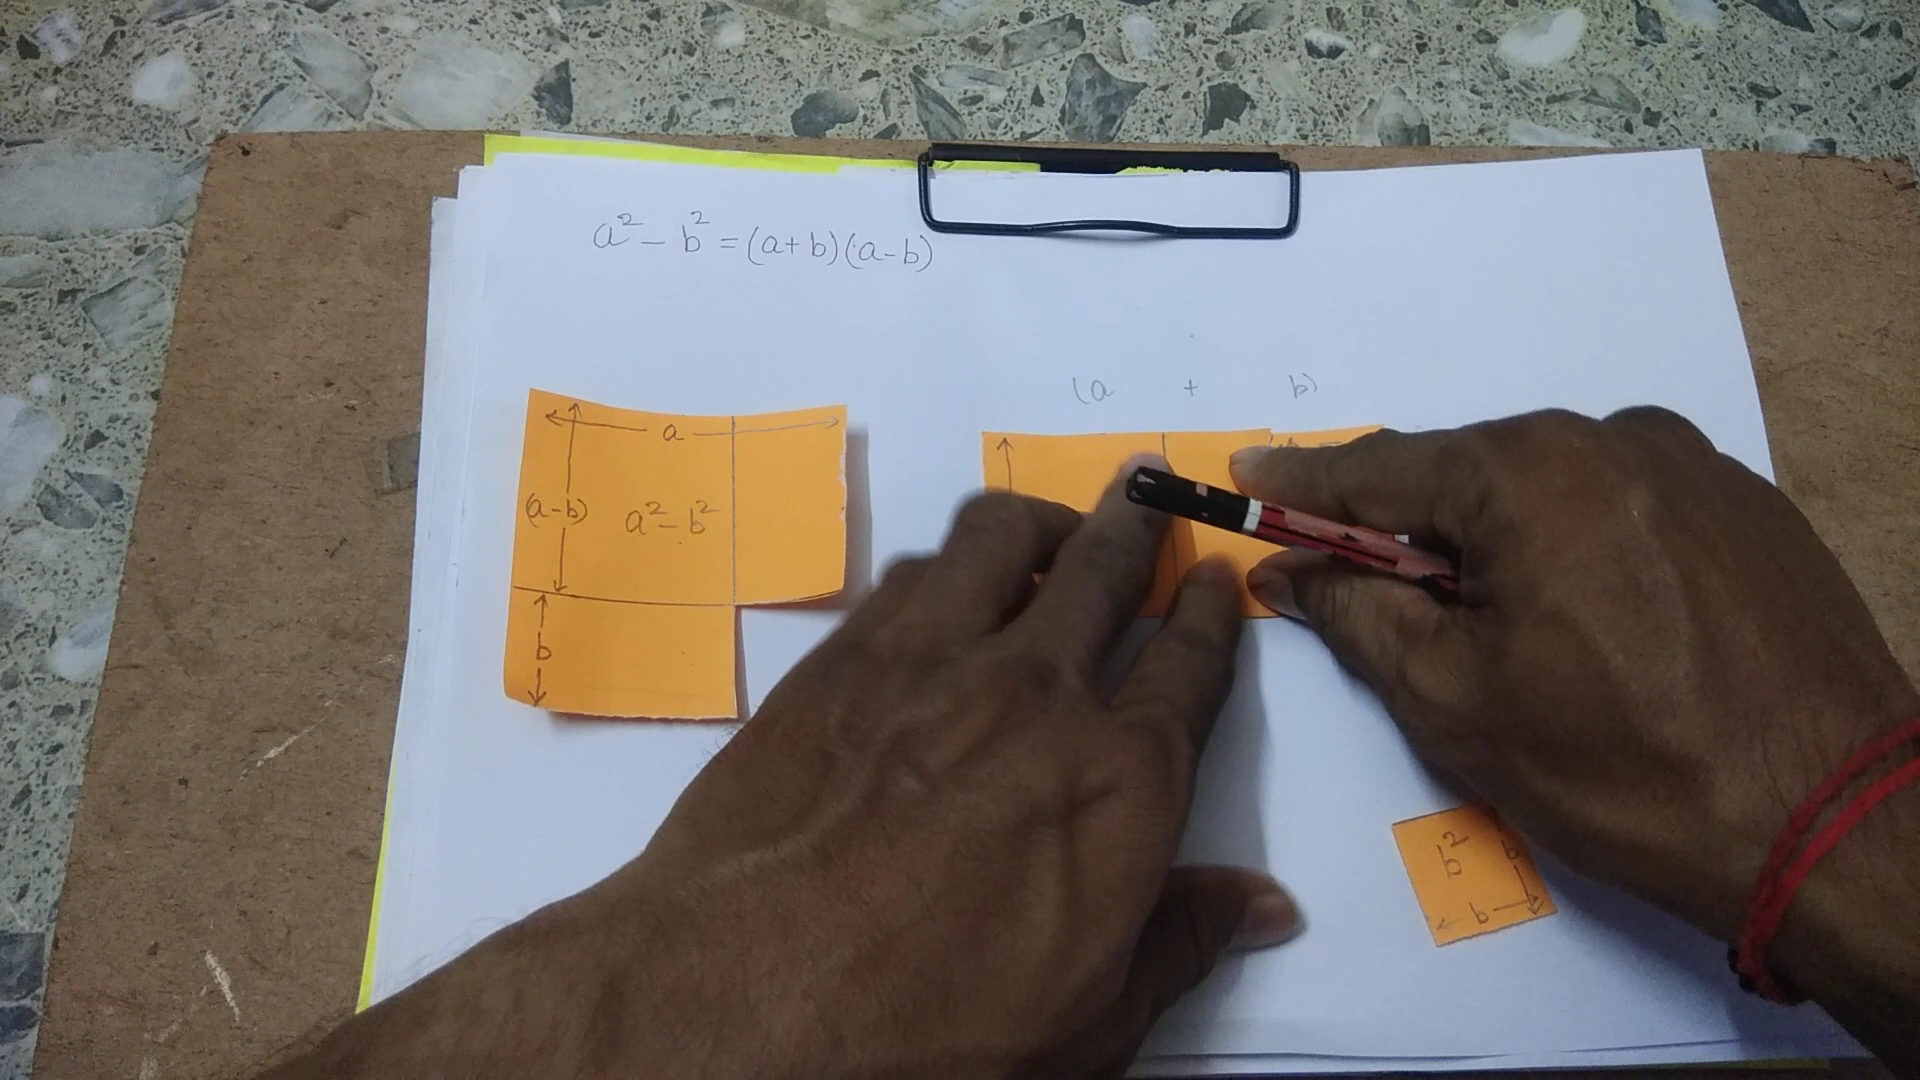 a² - b² = (a+b)(a-b)
(a + b)
a
(a-b)
a² - b²
b
b²
b
b